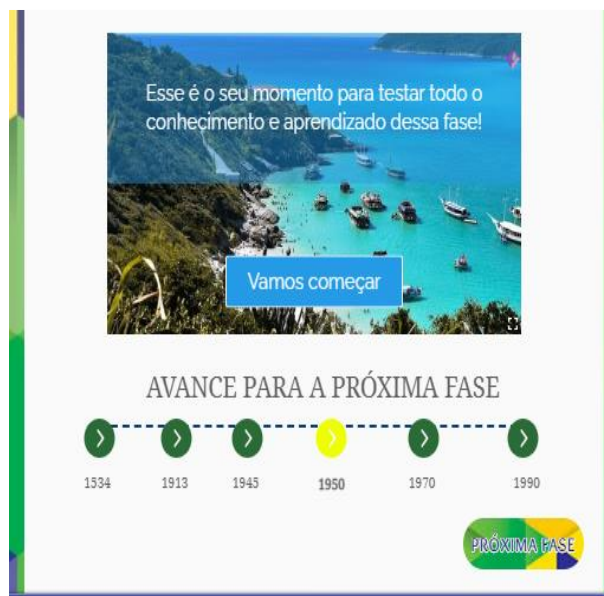 Esse é o seu momento para testar todo o
conhecimento e aprendizado dessa fase!
Vamos começar
AVANCE PARA A PRÓXIMA FASE
1534 1913 1945 1950 1970 1990
PRÓXIMA FASE